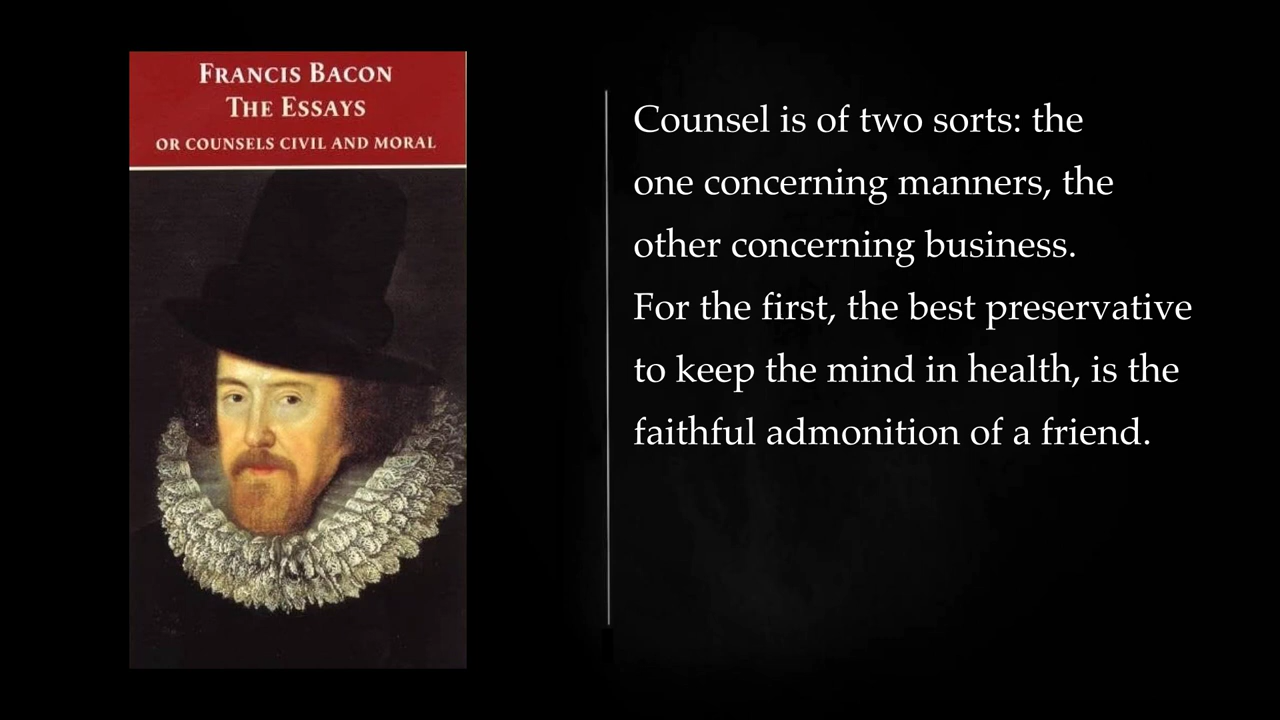 FRANCIS BACON
THE ESSAYS
OR COUNSELS CIVIL AND MORAL
Counsel is of two sorts: the
one concerning manners, the
other concerning business.
For the first, the best preservative
to keep the mind in health, is the
faithful admonition of a friend.